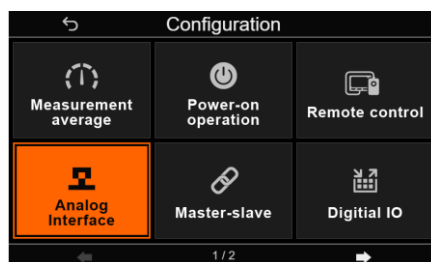 Configuration
Measurement
average
Power-on
operation
Remote control
Analog
Interface
Master-slave
Digitial IO
1/2